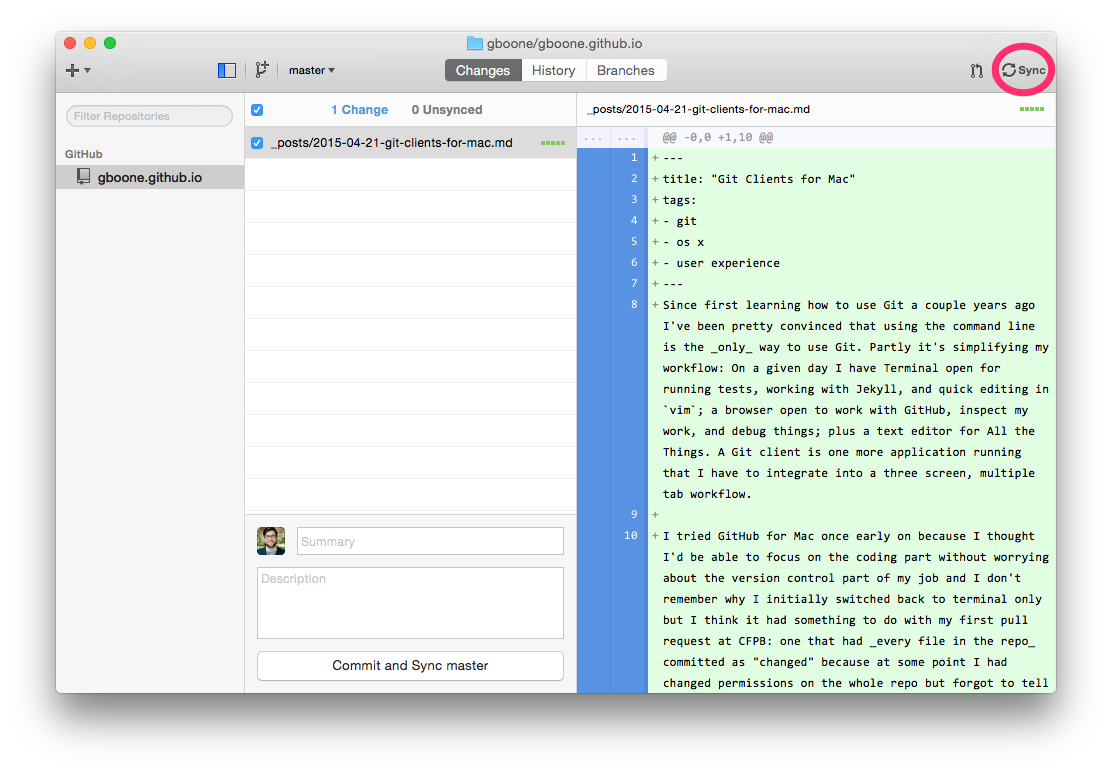 gboone/gboone.github.io
master
Changes
History
Branches
Sync
Filter Repositories
GitHub
gboone.github.io
1 Change
0 Unsynced
_posts/2015-04-21-git-clients-for-mac.md
Summary
Description
Commit and Sync master
_posts/2015-04-21-git-clients-for-mac.md
... ... @@ -0,0 +1,10 @@
1 + ---
2 + title: "Git Clients for Mac"
3 + tags:
4 + - git
5 + - os x
6 + - user experience
7 + ---
8 + Since first learning how to use Git a couple years ago
I've been pretty convinced that using the command line
is the _only_ way to use Git. Partly it's simplifying my
workflow: On a given day I have Terminal open for
running tests, working with Jekyll, and quick editing in
`vim`; a browser open to work with GitHub, inspect my
work, and debug things; plus a text editor for All the
Things. A Git client is one more application running
that I have to integrate into a three screen, multiple
tab workflow.
9 +
10 + I tried GitHub for Mac once early on because I thought
I'd be able to focus on the coding part without worrying
about the version control part of my job and I don't
remember why I initially switched back to terminal only
but I think it had something to do with my first pull
request at CFPB: one that had _every file in the repo_
committed as "changed" because at some point I had
changed permissions on the whole repo but forgot to tell